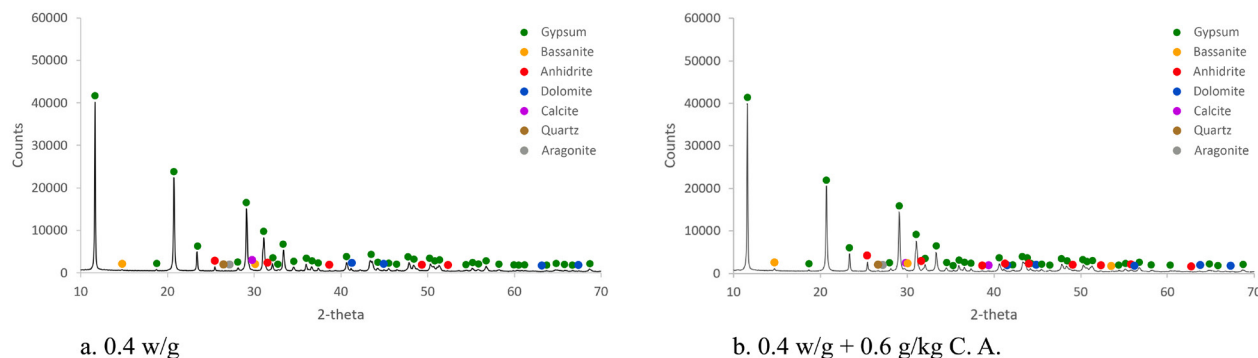 60000
50000
40000
30000
20000
10000
0
Counts
10 20 30 40 50 60 70
2-theta
Gypsum
Bassanite
Anhidrite
Dolomite
Calcite
Quartz
Aragonite
a. 0.4 w/g
60000
50000
40000
30000
20000
10000
0
Counts
10 20 30 40 50 60 70
2-theta
Gypsum
Bassanite
Anhidrite
Dolomite
Calcite
Quartz
Aragonite
b. 0.4 w/g + 0.6 g/kg C. A.